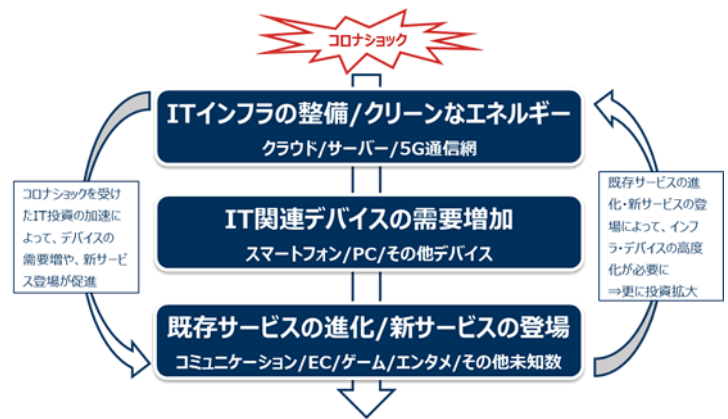 コロナショック
ITインフラの整備/クリーンなエネルギー
クラウド/サーバー/5G通信網
コロナショックを受け
たIT投資の加速に
よって、デバイスの
需要増や、新サービ
ス登場が促進
IT関連デバイスの需要増加
スマートフォン/PC/その他デバイス
既存サービスの進
化・新サービスの登
場によって、インフ
ラ・デバイスの高度
化が必要に
⇒更に投資拡大
既存サービスの進化/新サービスの登場
コミュニケーション/EC/ゲーム/エンタメ/その他未知数